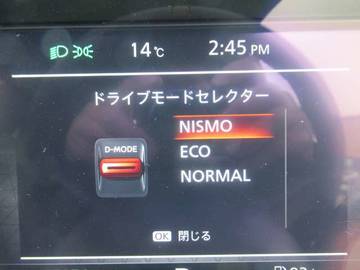 14℃ 2:45 PM
ドライブモードセレクター
D-MODE
NISMO
ECO
NORMAL
OK 閉じる